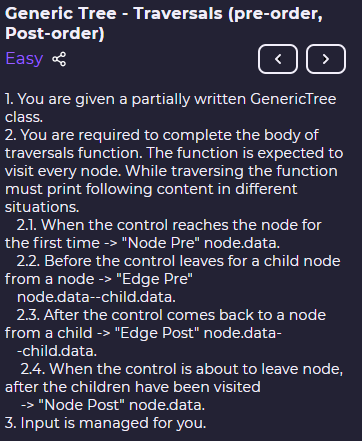 Generic Tree - Traversals (pre-order,
Post-order)
Easy
1. You are given a partially written GenericTree
class.
2. You are required to complete the body of
traversals function. The function is expected to
visit every node. While traversing the function
must print following content in different
situations.
2.1. When the control reaches the node for
the first time -> "Node Pre" node.data.
2.2. Before the control leaves for a child node
from a node -> "Edge Pre"
node.data--child.data.
2.3. After the control comes back to a node
from a child -> "Edge Post" node.data-
-child.data.
2.4. When the control is about to leave node,
after the children have been visited
-> "Node Post" node.data.
3. Input is managed for you.